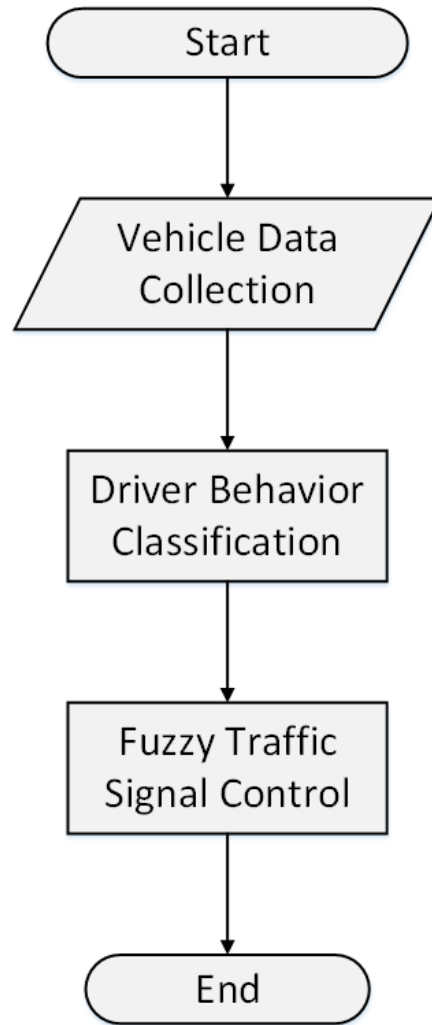 Start
Vehicle Data
Collection
Driver Behavior
Classification
Fuzzy Traffic
Signal Control
End